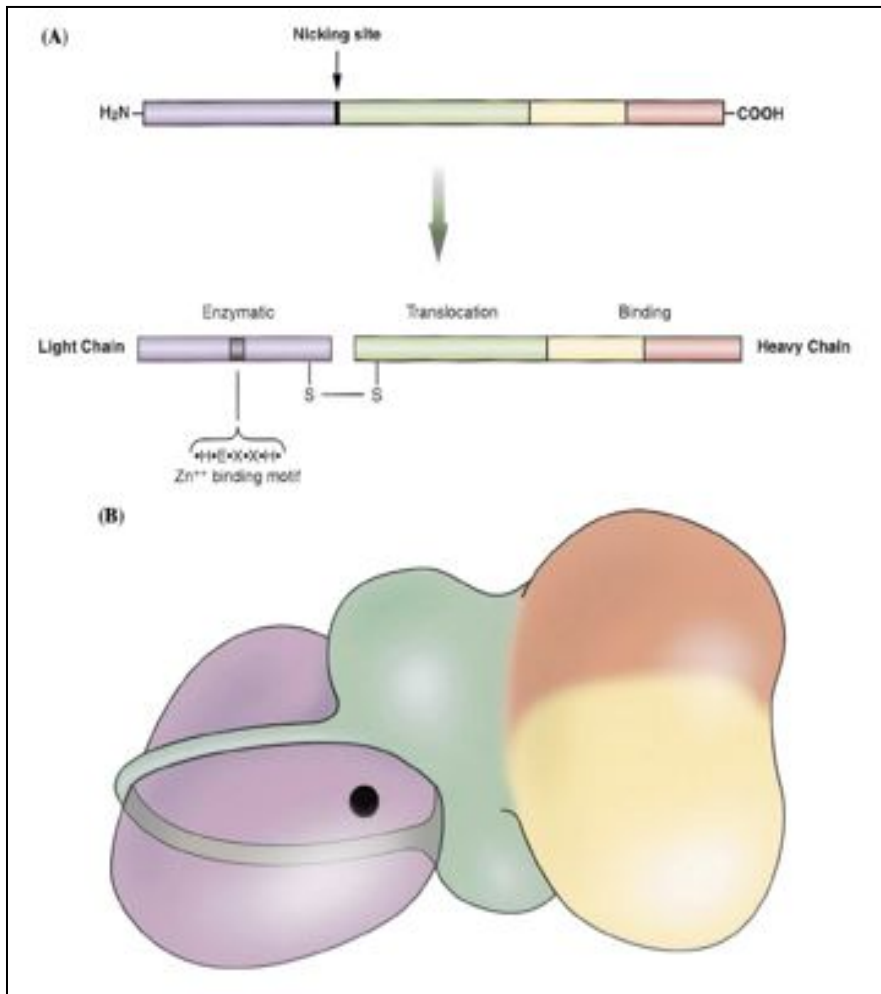 (A)
Nicking site
H₂N
COOH
Enzymatic
Translocation
Binding
Light Chain
Heavy Chain
S
S
•H•E•X•X•H•
Zn⁺⁺ binding motif
(B)